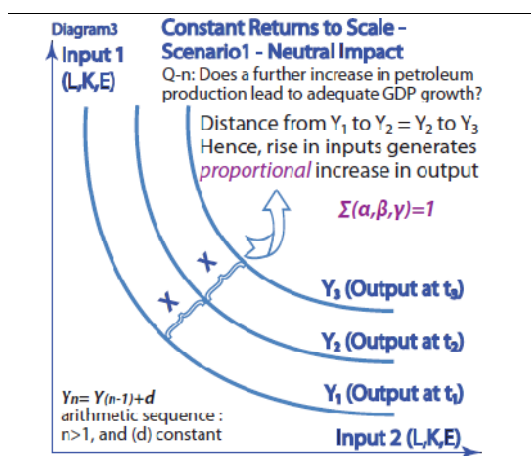 Diagram3
Constant Returns to Scale –
Scenario1 - Neutral Impact
Input 1
(L,K,E)
Q-n: Does a further increase in petroleum
production lead to adequate GDP growth?
Distance from Y₁ to Y₂ = Y₂ to Y₃
Hence, rise in inputs generates
proportional increase in output
Σ(α,β,γ)=1
X
X
Y₃ (Output at t₃)
Y₂ (Output at t₂)
Y₁ (Output at t₁)
Yn= Y(n-1)+d
arithmetic sequence :
n>1, and (d) constant
Input 2 (L,K,E)